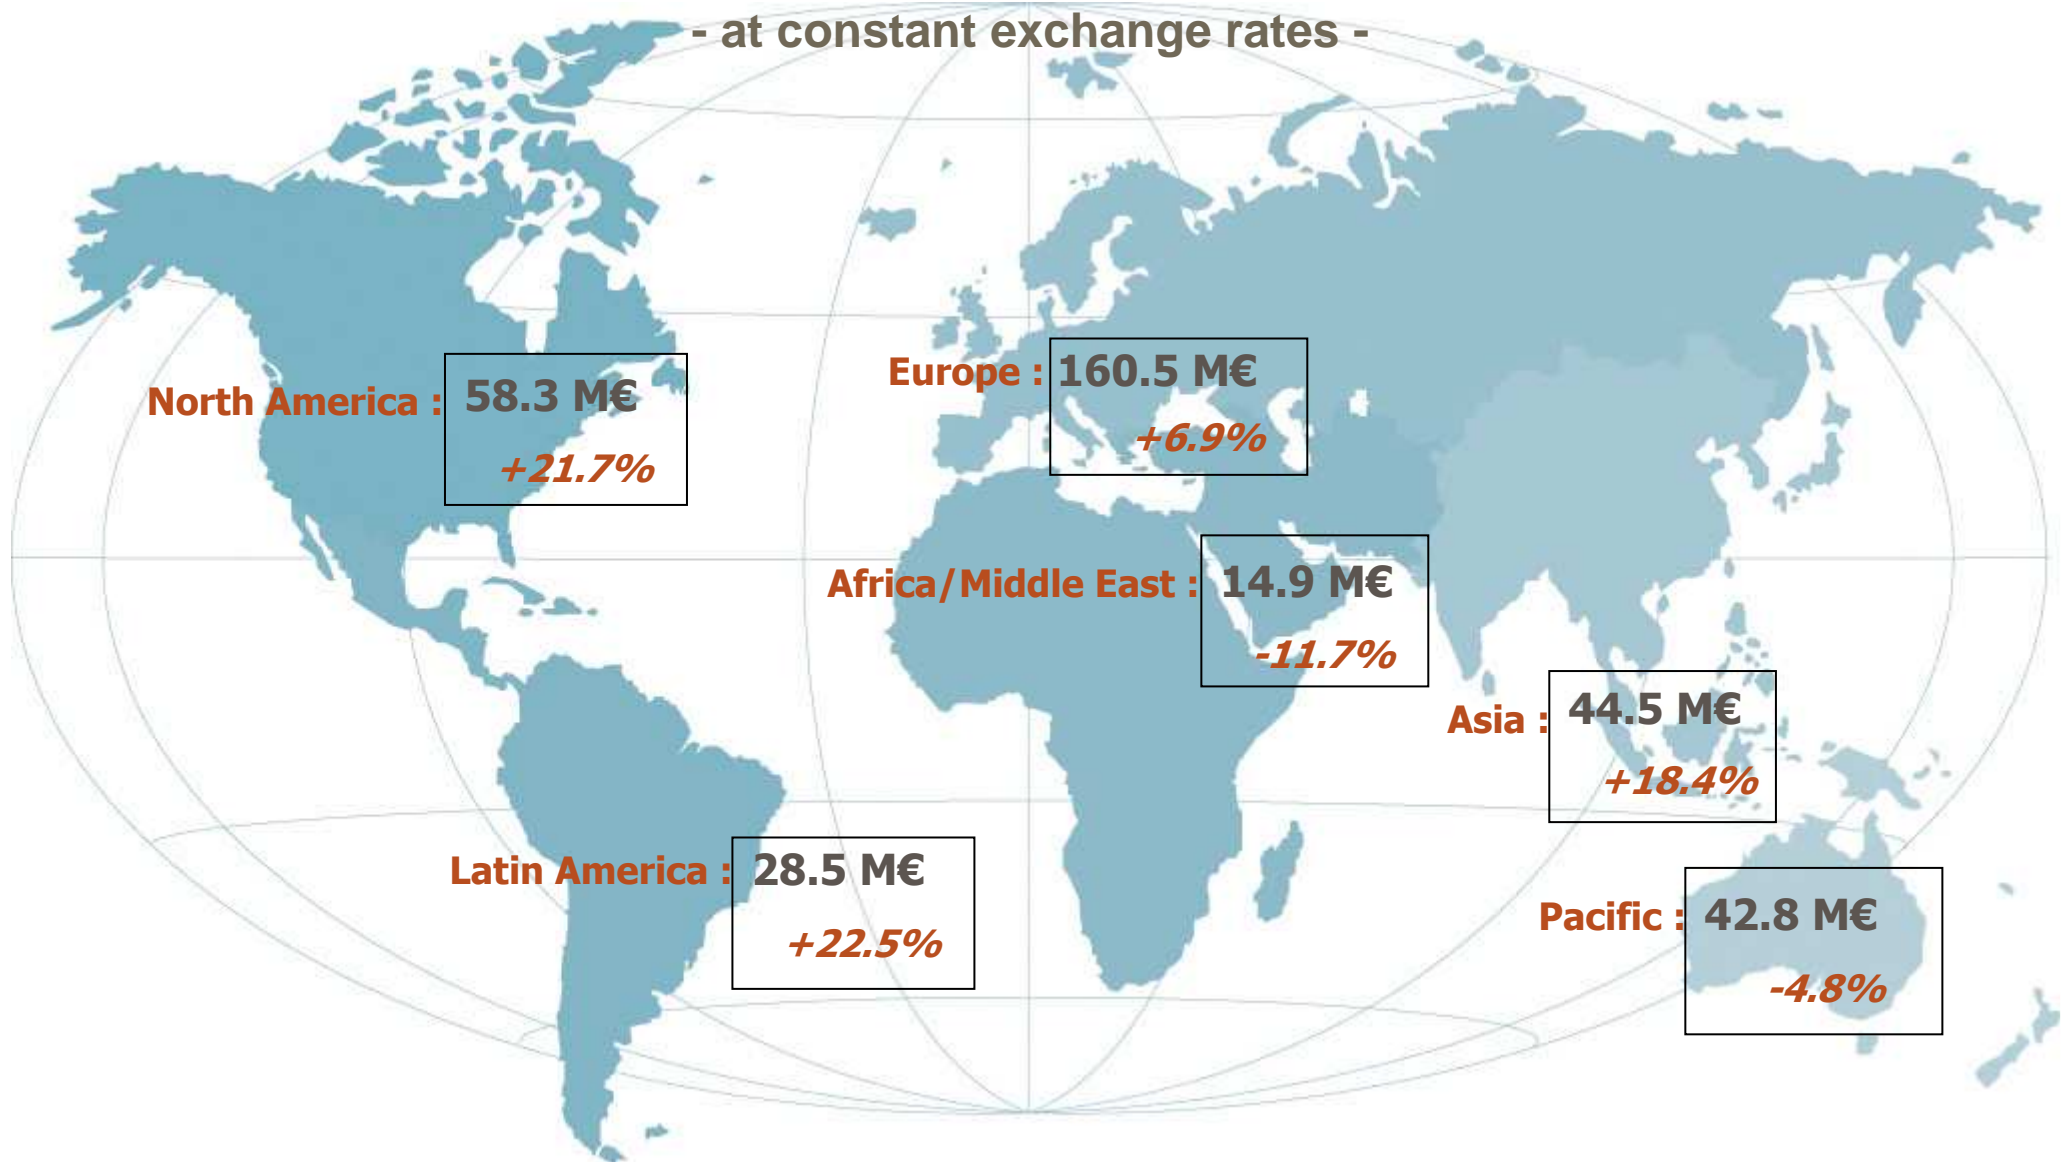 - at constant exchange rates -
North America : 58.3 M€
+21.7%
Europe : 160.5 M€
+6.9%
Africa/Middle East : 14.9 M€
-11.7%
Asia : 44.5 M€
+18.4%
Latin America : 28.5 M€
+22.5%
Pacific : 42.8 M€
-4.8%